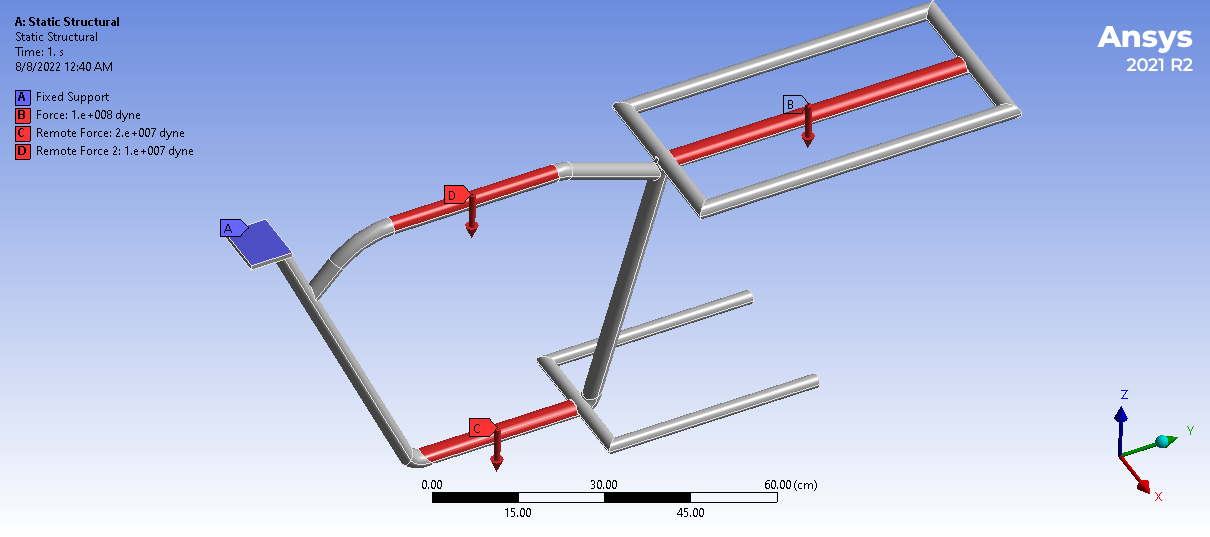 A: Static Structural
Static Structural
Time: 1. s
8/8/2022 12:40 AM
A Fixed Support
B Force: 1.e+008 dyne
C Remote Force: 2.e+007 dyne
D Remote Force 2: 1.e+007 dyne
Ansys
2021 R2
B
D
A
C
0.00 30.00 60.00 (cm)
15.00 45.00
Z
Y
X